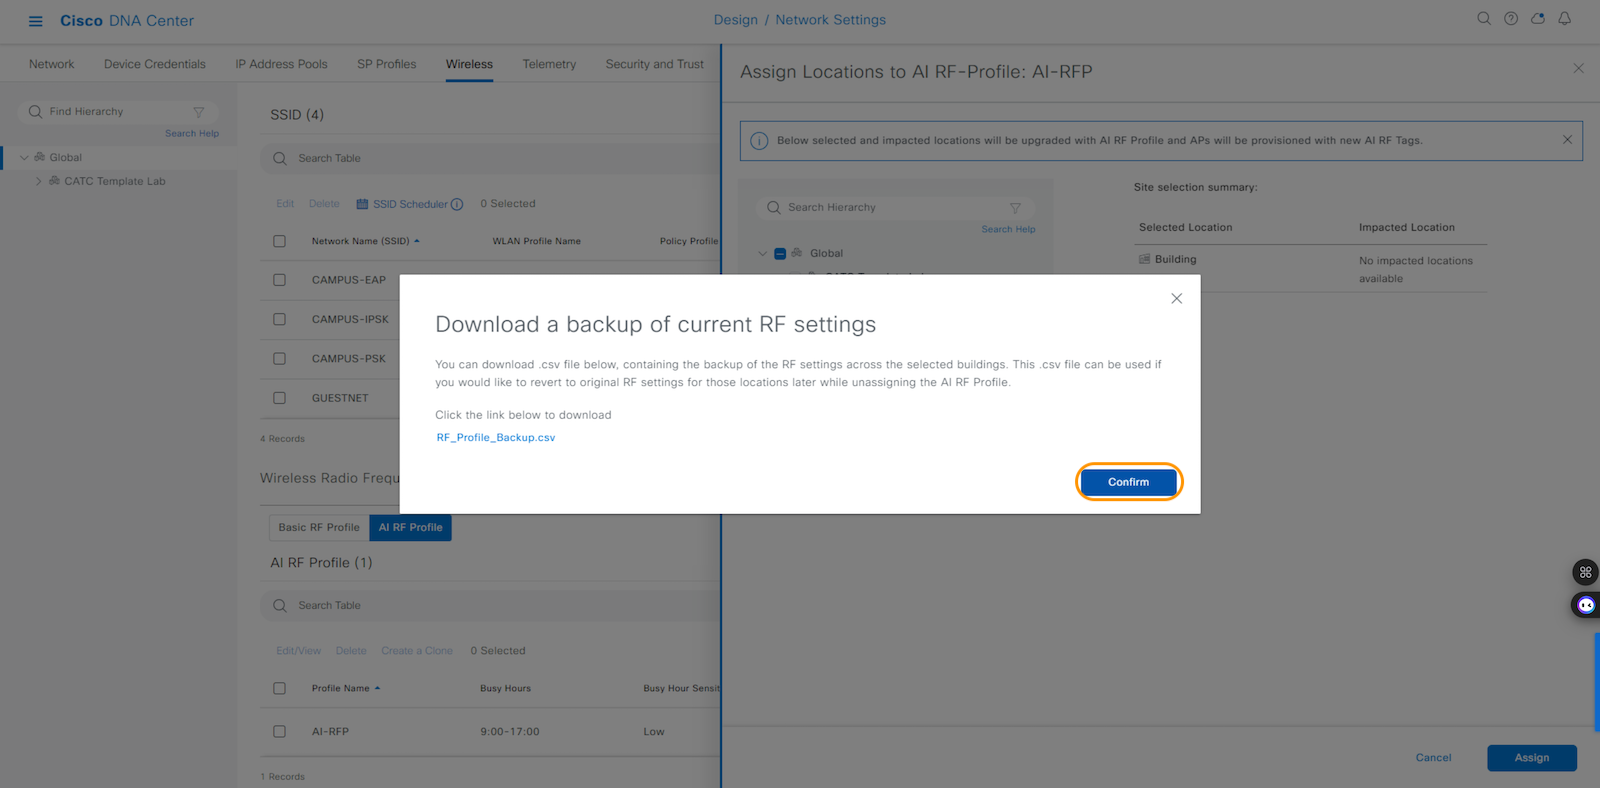 Cisco DNA Center
Design / Network Settings
Network Device Credentials IP Address Pools SP Profiles Wireless Telemetry Security and Trust
Find Hierarchy
Search Help
Global
CATC Template Lab
SSID (4)
Search Table
Edit Delete SSID Scheduler 0 Selected
Network Name (SSID) WLAN Profile Name Policy Profile
CAMPUS-EAP
CAMPUS-IPSK
CAMPUS-PSK
GUESTNET
4 Records
Wireless Radio Frequ
Basic RF Profile AI RF Profile
AI RF Profile (1)
Search Table
Edit/View Delete Create a Clone 0 Selected
Profile Name Busy Hours Busy Hour Sensit
AI-RFP 9:00-17:00 Low
1 Records
Assign Locations to AI RF-Profile: AI-RFP
Below selected and impacted locations will be upgraded with AI RF Profile and APs will be provisioned with new AI RF Tags.
Search Hierarchy
Search Help
Global
Site selection summary:
Selected Location Impacted Location
Building No impacted locations
available
Download a backup of current RF settings
You can download .csv file below, containing the backup of the RF settings across the selected buildings. This .csv file can be used if
you would like to revert to original RF settings for those locations later while unassigning the AI RF Profile.
Click the link below to download
RF_Profile_Backup.csv
Confirm
Cancel Assign